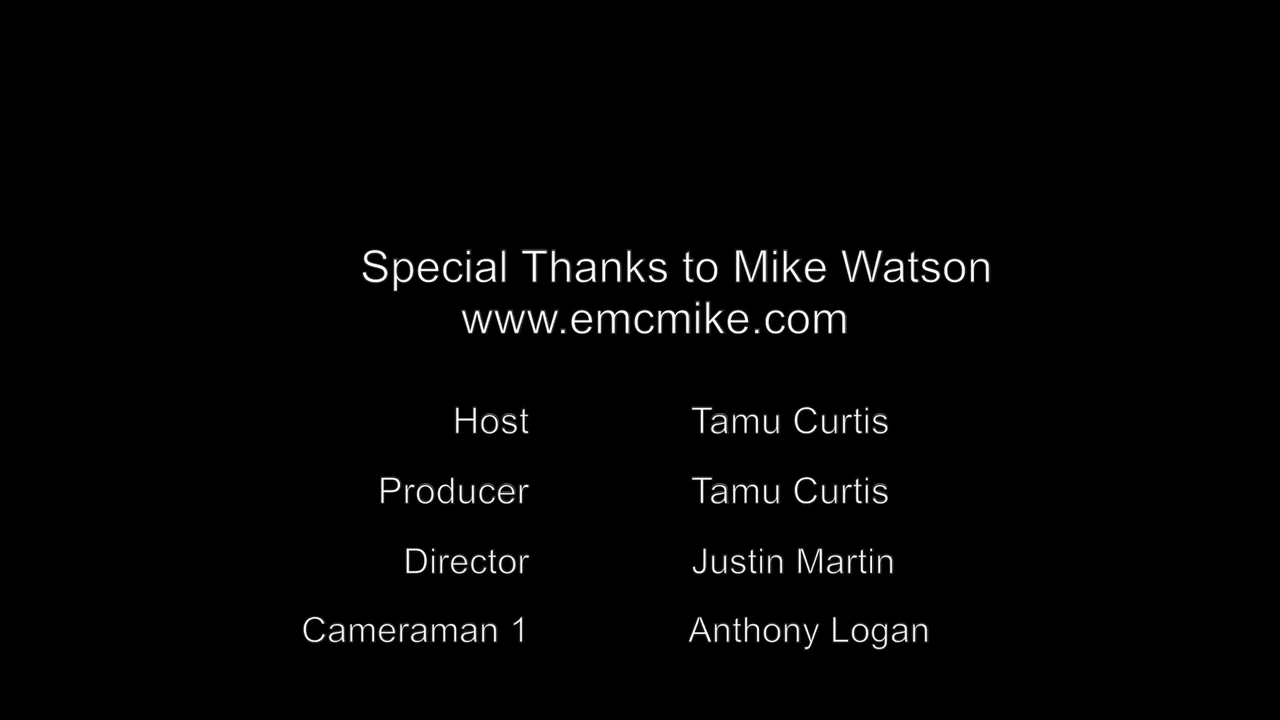 Special Thanks to Mike Watson
www.emcmike.com
Host Tamu Curtis
Producer Tamu Curtis
Director Justin Martin
Cameraman 1 Anthony Logan